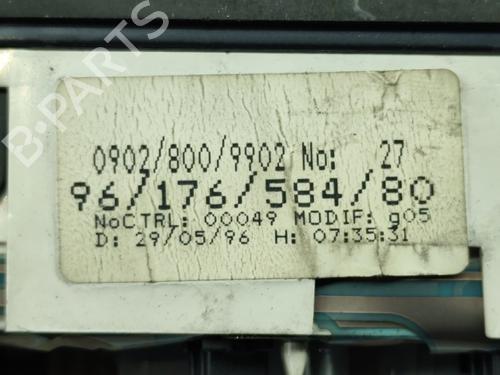 B-PARTS
0902/800/9902 No: 27
96/176/584/80
NoCTRL: 00049 MODIF: g05
D: 29/05/96 H: 07:35:31